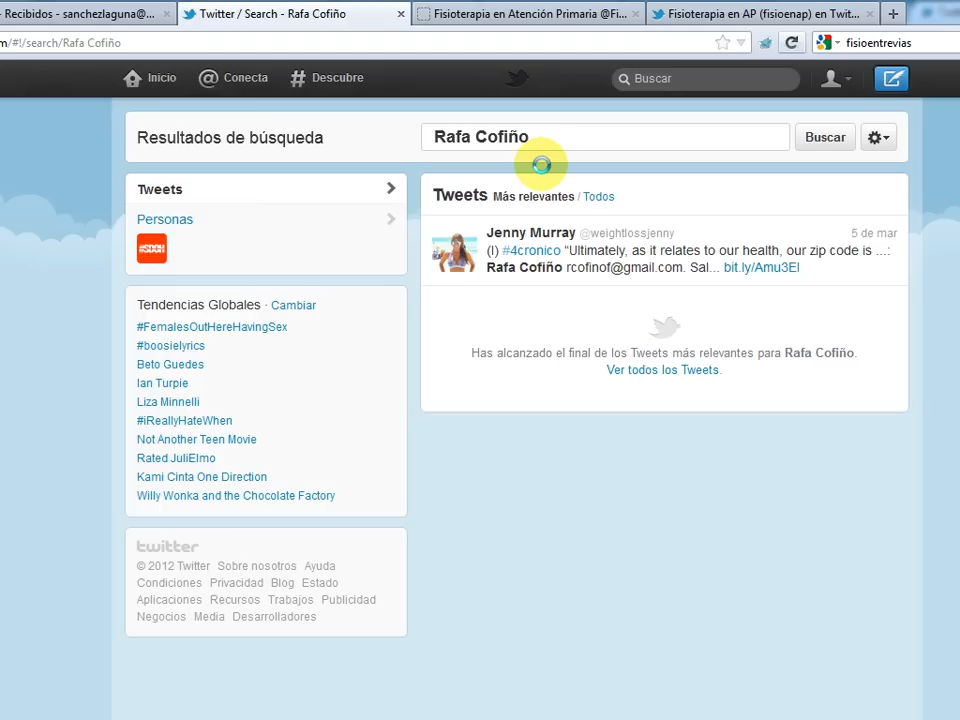 - Recibidos - sanchezlaguna@... × Twitter / Search - Rafa Cofiño × Fisioterapia en Atención Primaria @Fi... × Fisioterapia en AP (fisioenap) en Twit... × +
m/#!/search/Rafa Cofiño fisioentrevias
Inicio @ Conecta # Descubre Buscar
Resultados de búsqueda Rafa Cofiño Buscar
Tweets
Personas
Tweets Más relevantes / Todos
Jenny Murray @weightlossjenny 5 de mar
(I) #4cronico “Ultimately, as it relates to our health, our zip code is ...:
Rafa Cofiño rcofinof@gmail.com. Sal... bit.ly/Amu3El
Has alcanzado el final de los Tweets más relevantes para Rafa Cofiño.
Ver todos los Tweets.
Tendencias Globales · Cambiar
#FemalesOutHereHavingSex
#boosielyrics
Beto Guedes
Ian Turpie
Liza Minnelli
#iReallyHateWhen
Not Another Teen Movie
Rated JuliElmo
Kami Cinta One Direction
Willy Wonka and the Chocolate Factory
twitter
© 2012 Twitter Sobre nosotros Ayuda
Condiciones Privacidad Blog Estado
Aplicaciones Recursos Trabajos Publicidad
Negocios Media Desarrolladores